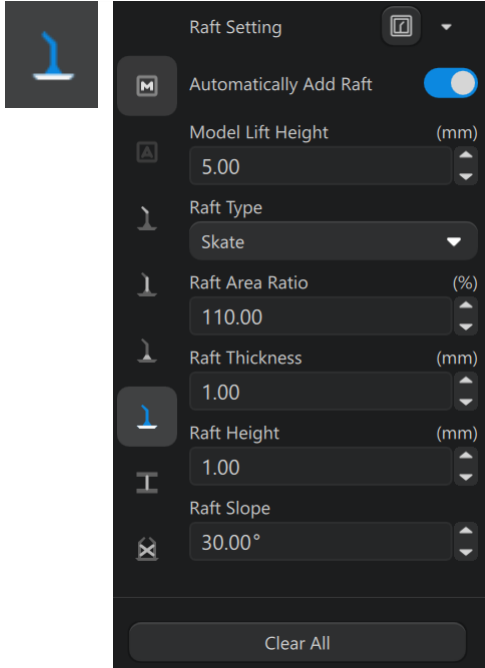 Raft Setting
M
Automatically Add Raft
A
Model Lift Height (mm)
5.00
Raft Type
Skate
Raft Area Ratio (%)
110.00
Raft Thickness (mm)
1.00
Raft Height (mm)
1.00
Raft Slope
30.00°
Clear All